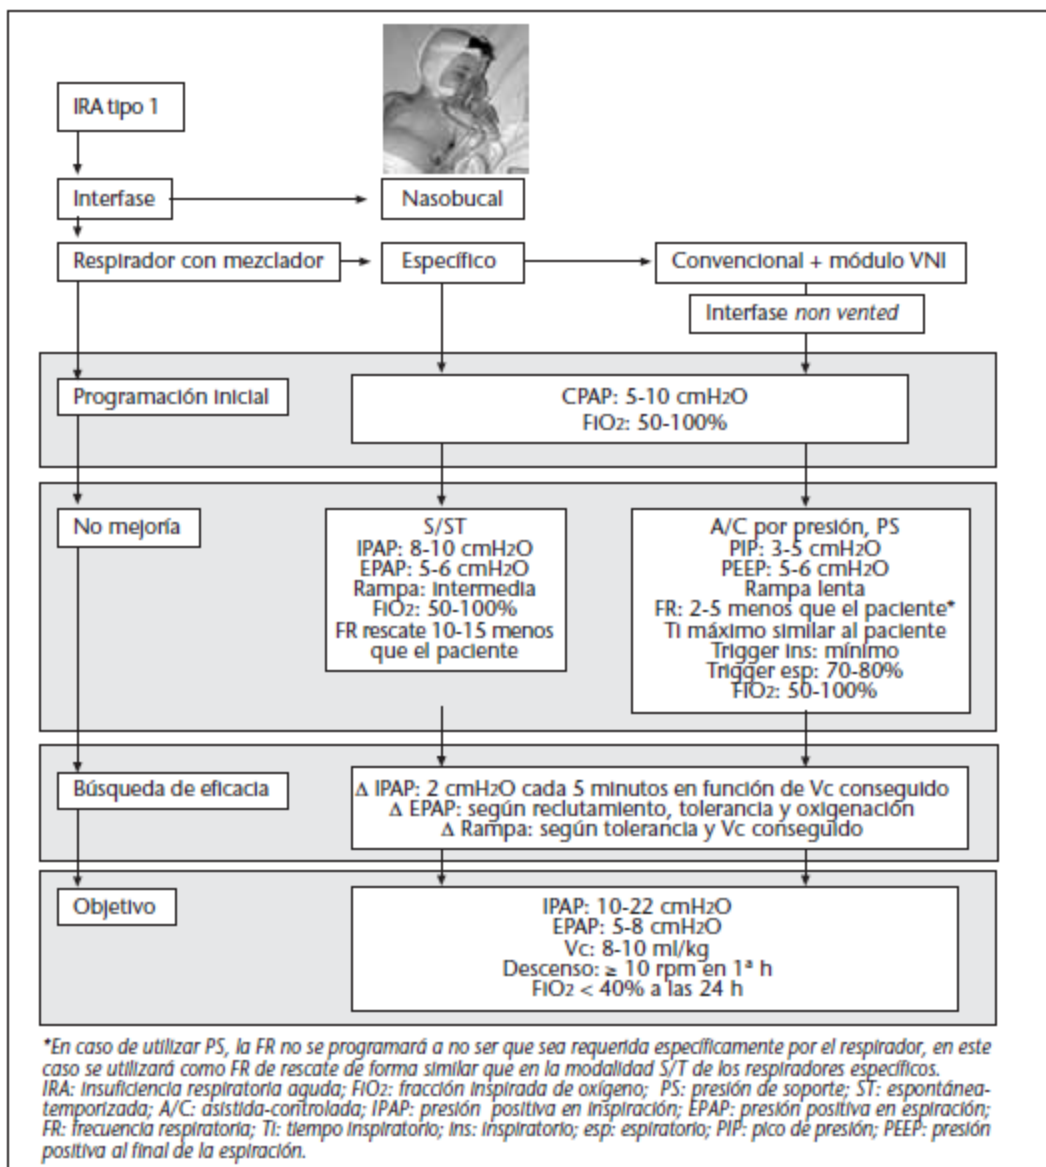 IRA tipo 1
Interfase
Nasobucal
Respirador con mezclador
Específico
Convencional + módulo VNI
Interfase non vented
Programación inicial
CPAP: 5-10 cmH2O
FiO2: 50-100%
No mejoría
S/ST
IPAP: 8-10 cmH2O
EPAP: 5-6 cmH2O
Rampa: intermedia
FiO2: 50-100%
FR rescate 10-15 menos
que el paciente
A/C por presión, PS
PIP: 3-5 cmH2O
PEEP: 5-6 cmH2O
Rampa lenta
FR: 2-5 menos que el paciente*
Ti máximo similar al paciente
Trigger ins: mínimo
Trigger esp: 70-80%
FiO2: 50-100%
Búsqueda de eficacia
Δ IPAP: 2 cmH2O cada 5 minutos en función de Vc conseguido
Δ EPAP: según reclutamiento, tolerancia y oxigenación
Δ Rampa: según tolerancia y Vc conseguido
Objetivo
IPAP: 10-22 cmH2O
EPAP: 5-8 cmH2O
Vc: 8-10 ml/kg
Descenso: ≥ 10 rpm en 1ª h
FiO2 < 40% a las 24 h
*En caso de utilizar PS, la FR no se programará a no ser que sea requerida específicamente por el respirador, en este
caso se utilizará como FR de rescate de forma similar que en la modalidad S/T de los respiradores específicos.
IRA: insuficiencia respiratoria aguda; FiO2: fracción inspirada de oxígeno; PS: presión de soporte; ST: espontánea-
temporizada; A/C: asistida-controlada; IPAP: presión positiva en inspiración; EPAP: presión positiva en espiración;
FR: frecuencia respiratoria; Ti: tiempo inspiratorio; ins: inspiratorio; esp: espiratorio; PIP: pico de presión; PEEP: presión
positiva al final de la espiración.